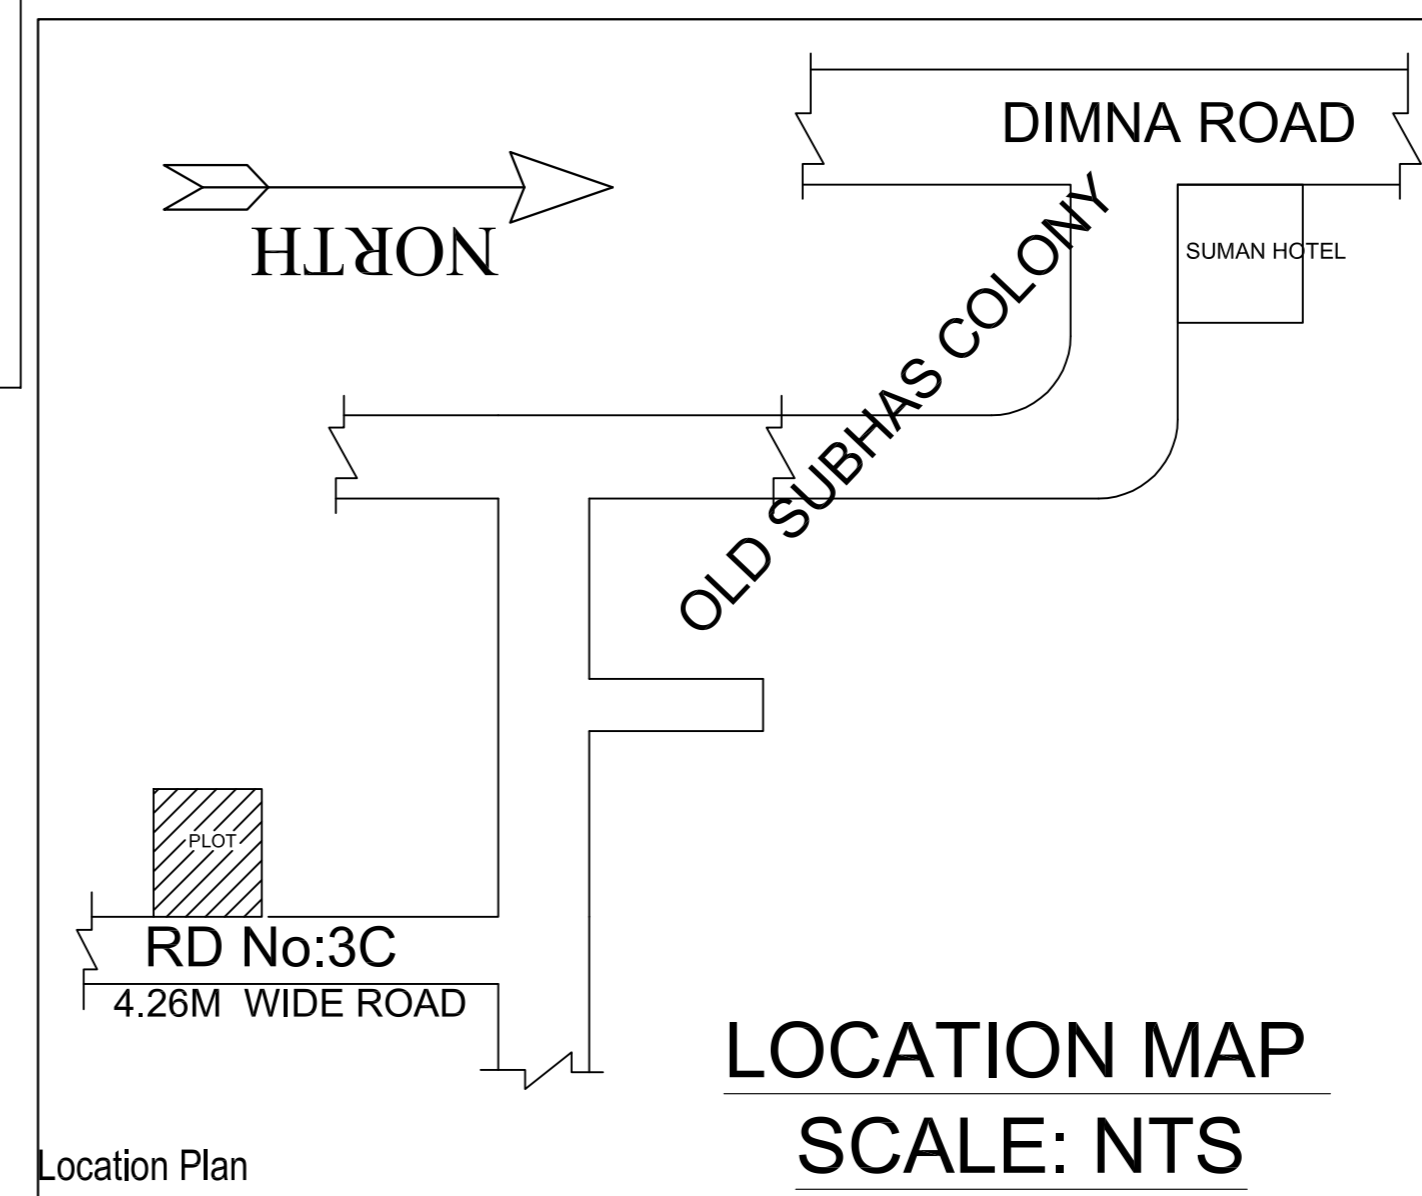 DIMNA ROAD
NORTH
SUMAN HOTEL
OLD SUBHAS COLONY
PLOT
RD No:3C
4.26M WIDE ROAD
LOCATION MAP
SCALE: NTS
Location Plan